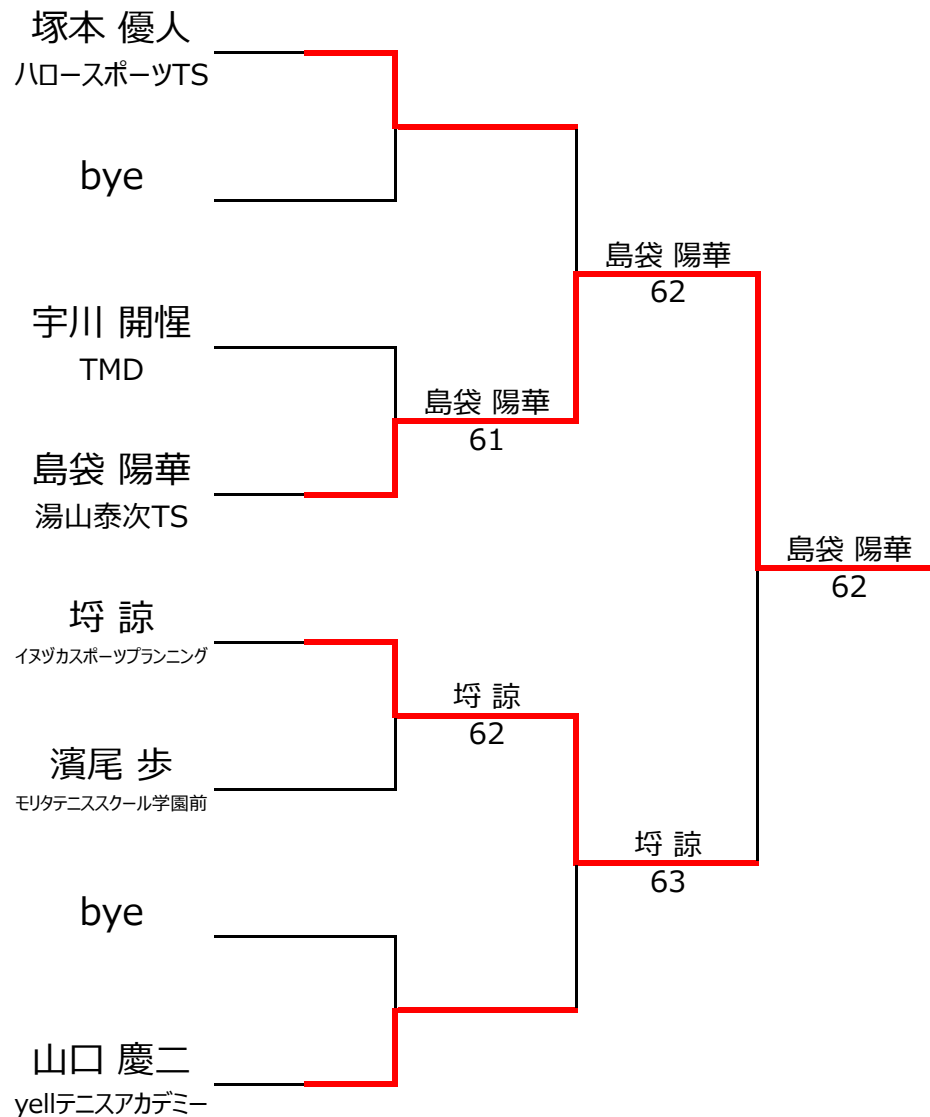 塚本 優人
ハロースポーツTS
bye
宇川 開惺
TMD
島袋 陽華
湯山泰次TS
埒 諒
イヌヅカスポーツプランニング
濱尾 歩
モリタテニススクール学園前
bye
山口 慶二
yellテニスアカデミー
島袋 陽華
61
埒 諒
62
島袋 陽華
62
埒 諒
63
島袋 陽華
62